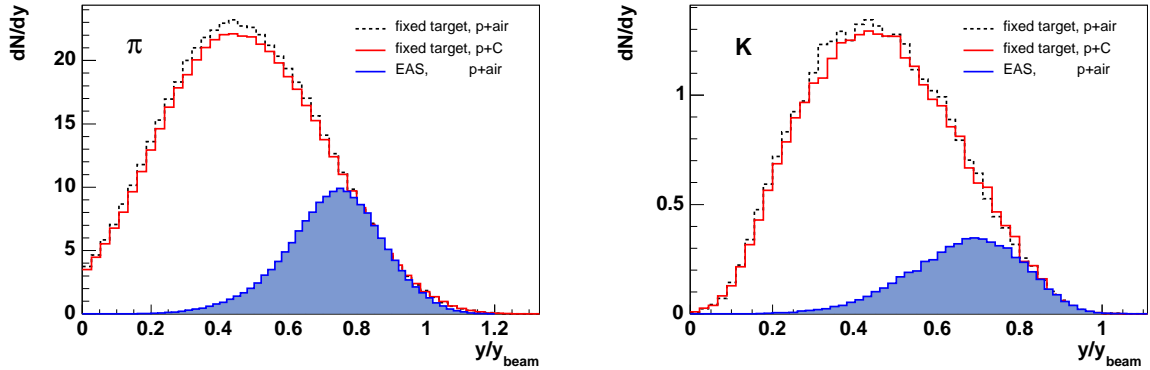 dN/dy
π
fixed target, p+air
fixed target, p+C
EAS, p+air
20
15
10
5
0
0 0.2 0.4 0.6 0.8 1 1.2
y/y_beam
dN/dy
K
fixed target, p+air
fixed target, p+C
EAS, p+air
1
0.5
0
0 0.2 0.4 0.6 0.8 1
y/y_beam